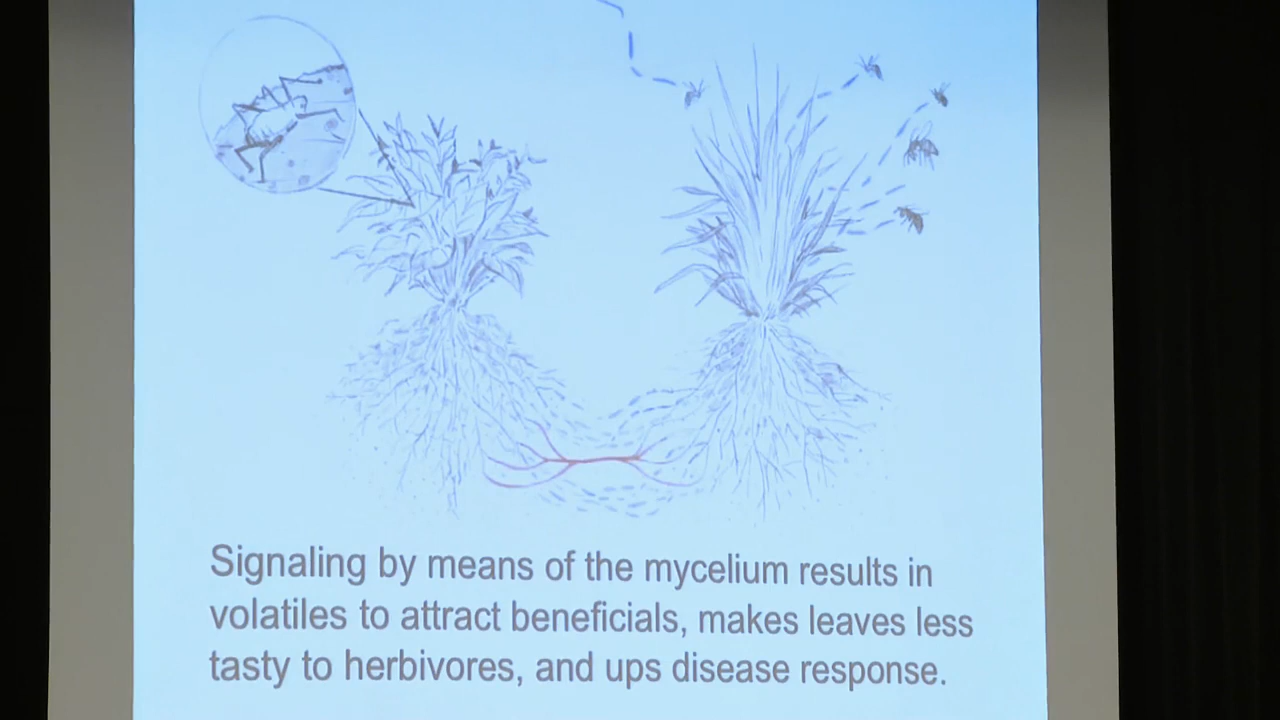 Signaling by means of the mycelium results in
volatiles to attract beneficials, makes leaves less
tasty to herbivores, and ups disease response.